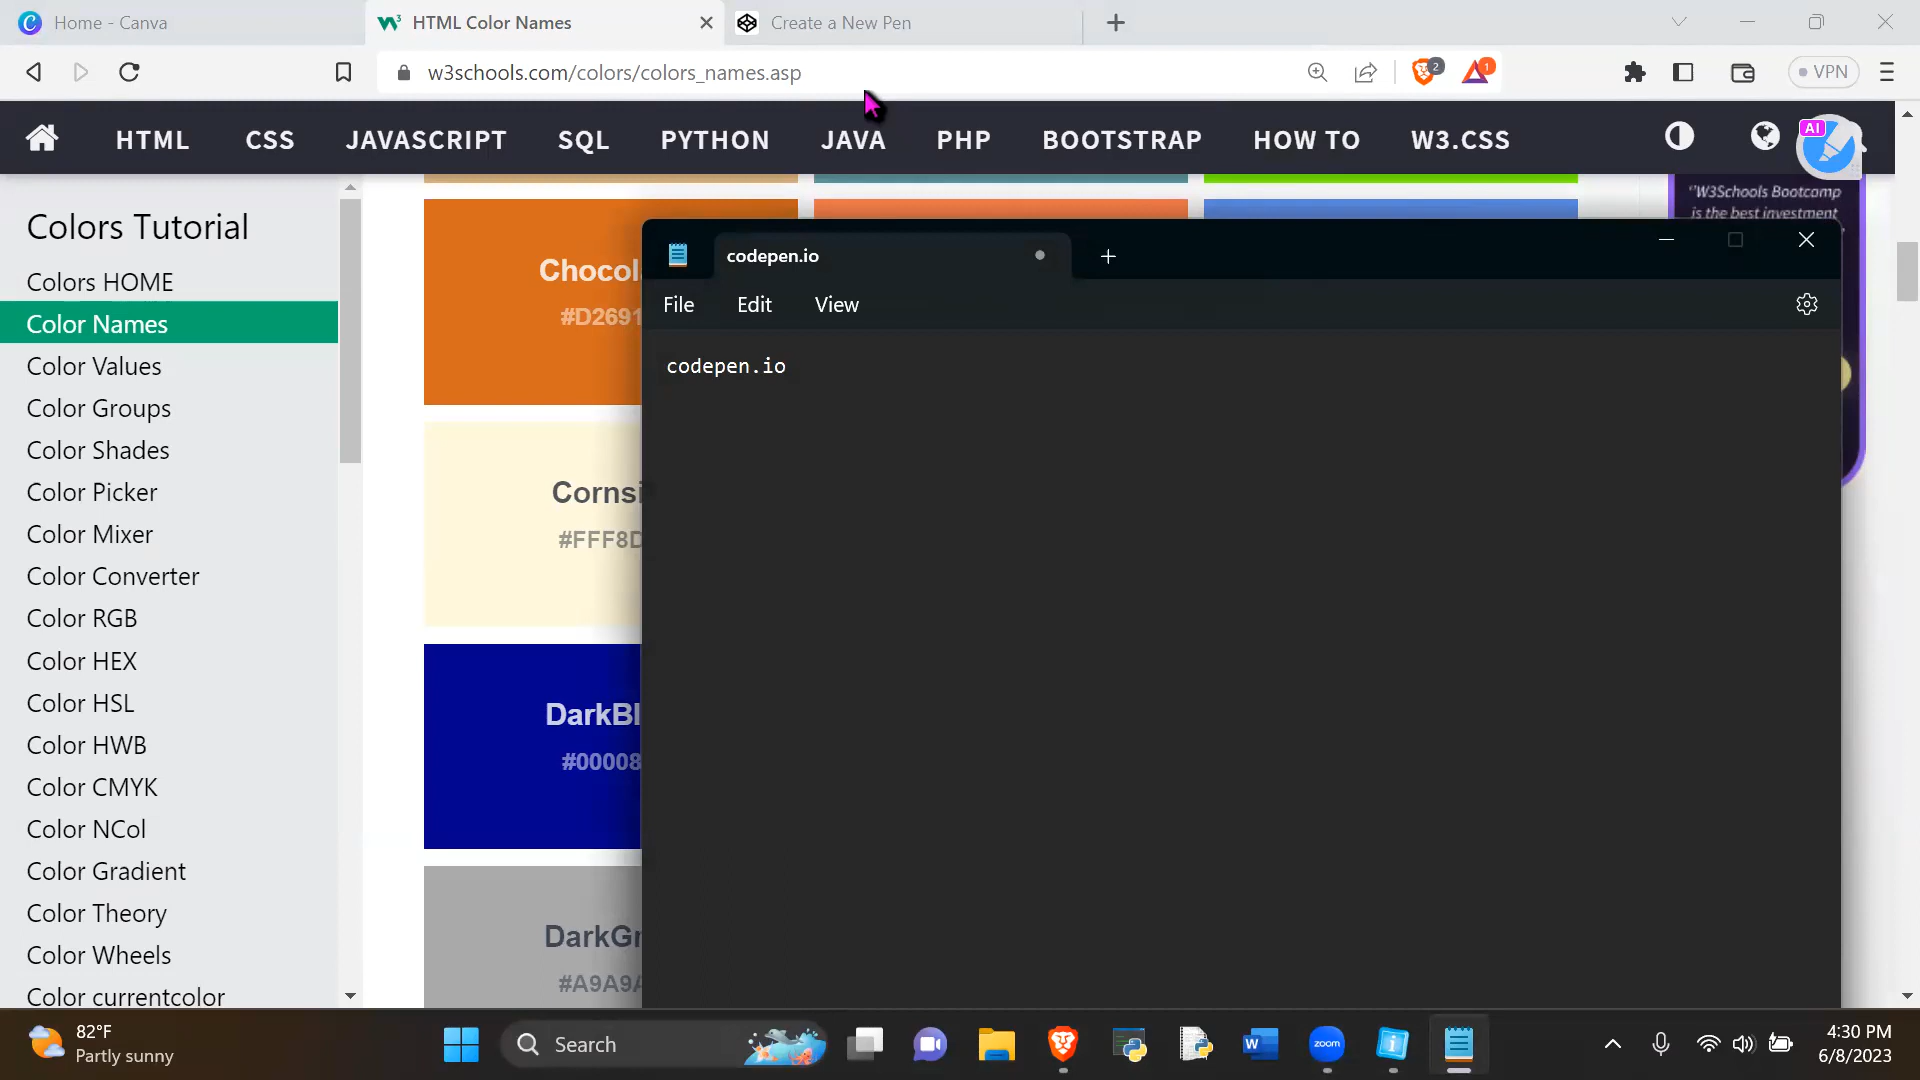 Home - Canva
HTML Color Names
Create a New Pen
w3schools.com/colors/colors_names.asp
2
1
VPN
HTML CSS JAVASCRIPT SQL PYTHON JAVA PHP BOOTSTRAP HOW TO W3.CSS
AI
"W3Schools Bootcamp
is the best investment
Colors Tutorial
Colors HOME
Color Names
Color Values
Color Groups
Color Shades
Color Picker
Color Mixer
Color Converter
Color RGB
Color HEX
Color HSL
Color HWB
Color CMYK
Color NCol
Color Gradient
Color Theory
Color Wheels
Color currentcolor
Chocol
#D2691
Cornsi
#FFF8D
DarkBl
#00008
DarkGr
#A9A9A
codepen.io
File Edit View
codepen.io
82°F
Partly sunny
Search
W
zoom
4:30 PM
6/8/2023